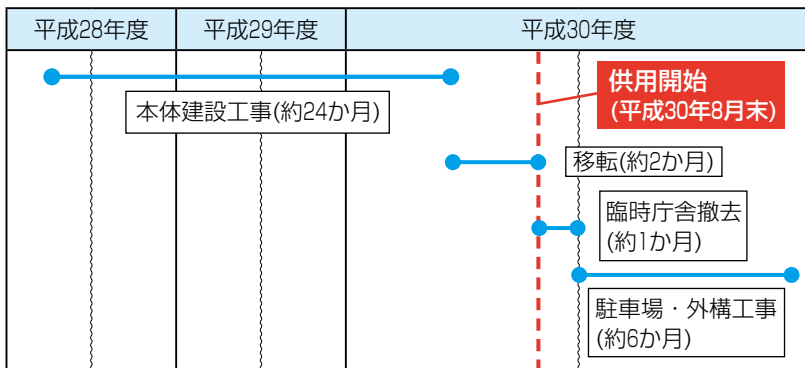 平成28年度
平成29年度
平成30年度
本体建設工事(約24か月)
供用開始
(平成30年8月末)
移転(約2か月)
臨時庁舎撤去
(約1か月)
駐車場・外構工事
(約6か月)